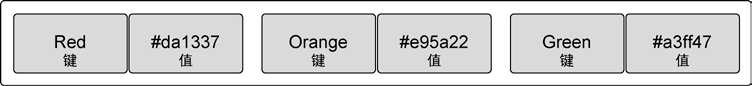 Red #da1337 Orange #e95a22 Green #a3ff47
键 值 键 值 键 值